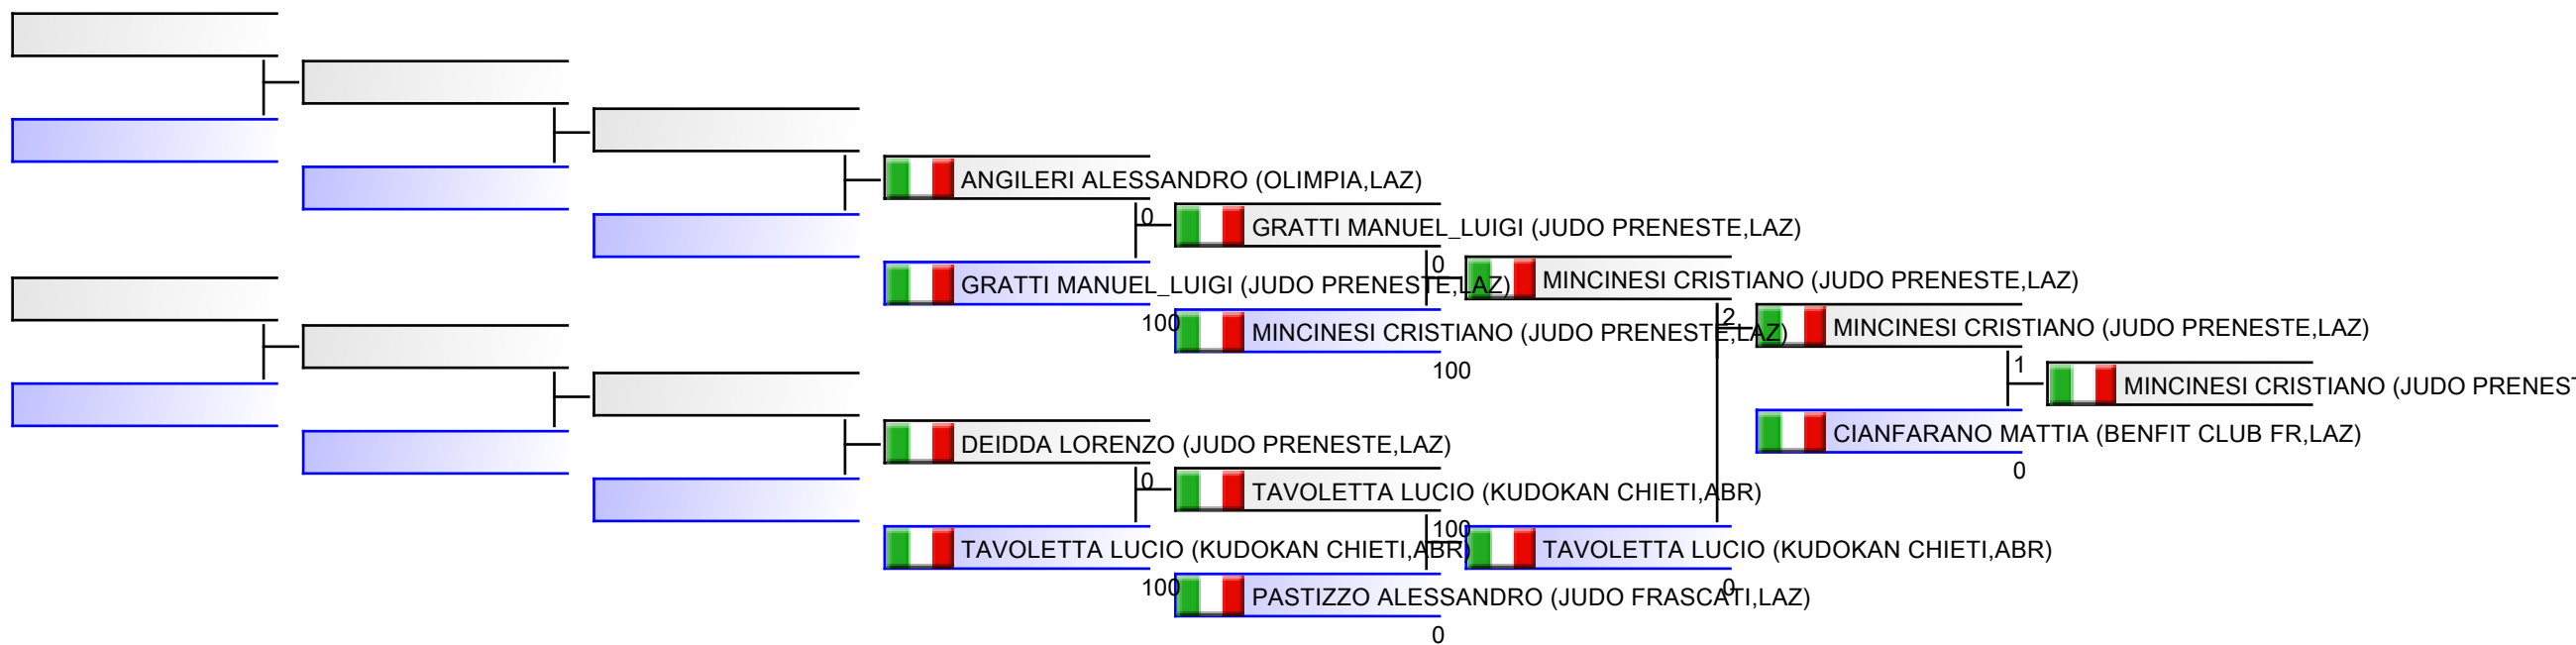 ANGILERI ALESSANDRO (OLIMPIA,LAZ)
0
GRATTI MANUEL_LUIGI (JUDO PRENESTE,LAZ)
0
GRATTI MANUEL_LUIGI (JUDO PRENESTE,LAZ)
MINCINESI CRISTIANO (JUDO PRENESTE,LAZ)
100
2
MINCINESI CRISTIANO (JUDO PRENESTE,LAZ)
MINCINESI CRISTIANO (JUDO PRENESTE,LAZ)
100
1
MINCINESI CRISTIANO (JUDO PRENEST
CIANFARANO MATTIA (BENFIT CLUB FR,LAZ)
0
DEIDDA LORENZO (JUDO PRENESTE,LAZ)
0
TAVOLETTA LUCIO (KUDOKAN CHIETI,ABR)
100
TAVOLETTA LUCIO (KUDOKAN CHIETI,ABR)
TAVOLETTA LUCIO (KUDOKAN CHIETI,ABR)
100
0
PASTIZZO ALESSANDRO (JUDO FRASCATI,LAZ)
0